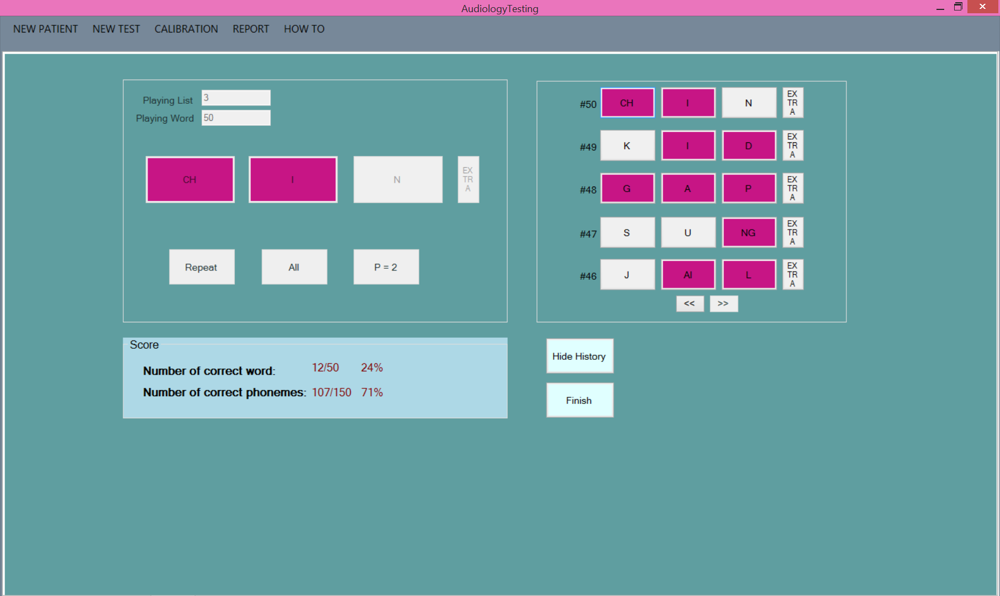 AudiologyTesting
NEW PATIENT NEW TEST CALIBRATION REPORT HOW TO
Playing List 3
Playing Word 50
CH I N EX TR A
Repeat All P = 2
#50 CH I N EX TR A
#49 K I D EX TR A
#48 G A P EX TR A
#47 S U NG EX TR A
#46 J AI L EX TR A
<< >>
Score
Number of correct word: 12/50 24%
Number of correct phonemes: 107/150 71%
Hide History
Finish